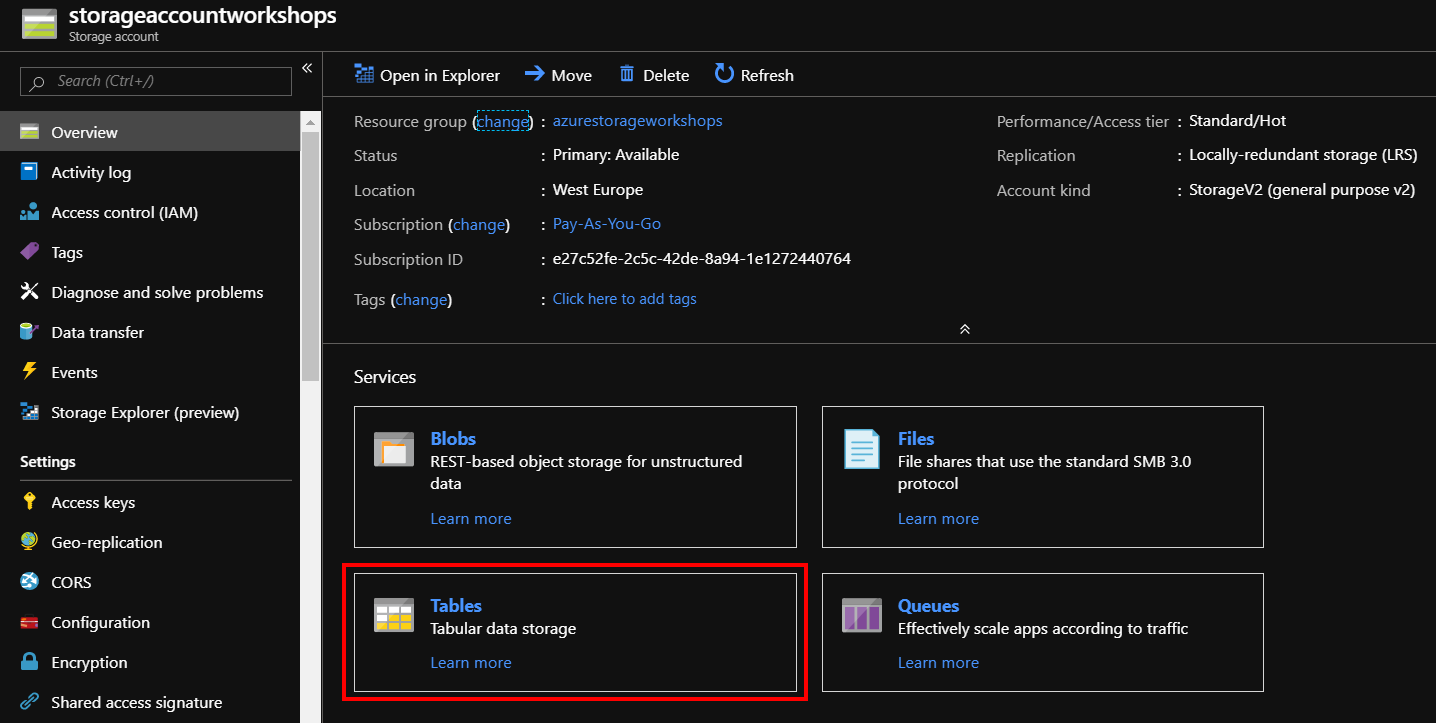 storageaccountworkshops
Storage account
Search (Ctrl+/)
Overview
Activity log
Access control (IAM)
Tags
Diagnose and solve problems
Data transfer
Events
Storage Explorer (preview)
Settings
Access keys
Geo-replication
CORS
Configuration
Encryption
Shared access signature
Open in Explorer Move Delete Refresh
Resource group (change) : azurestorageworkshops
Status : Primary: Available
Location : West Europe
Subscription (change) : Pay-As-You-Go
Subscription ID : e27c52fe-2c5c-42de-8a94-1e1272440764
Tags (change) : Click here to add tags
Performance/Access tier : Standard/Hot
Replication : Locally-redundant storage (LRS)
Account kind : StorageV2 (general purpose v2)
Services
Blobs
REST-based object storage for unstructured
data
Learn more
Files
File shares that use the standard SMB 3.0
protocol
Learn more
Tables
Tabular data storage
Learn more
Queues
Effectively scale apps according to traffic
Learn more